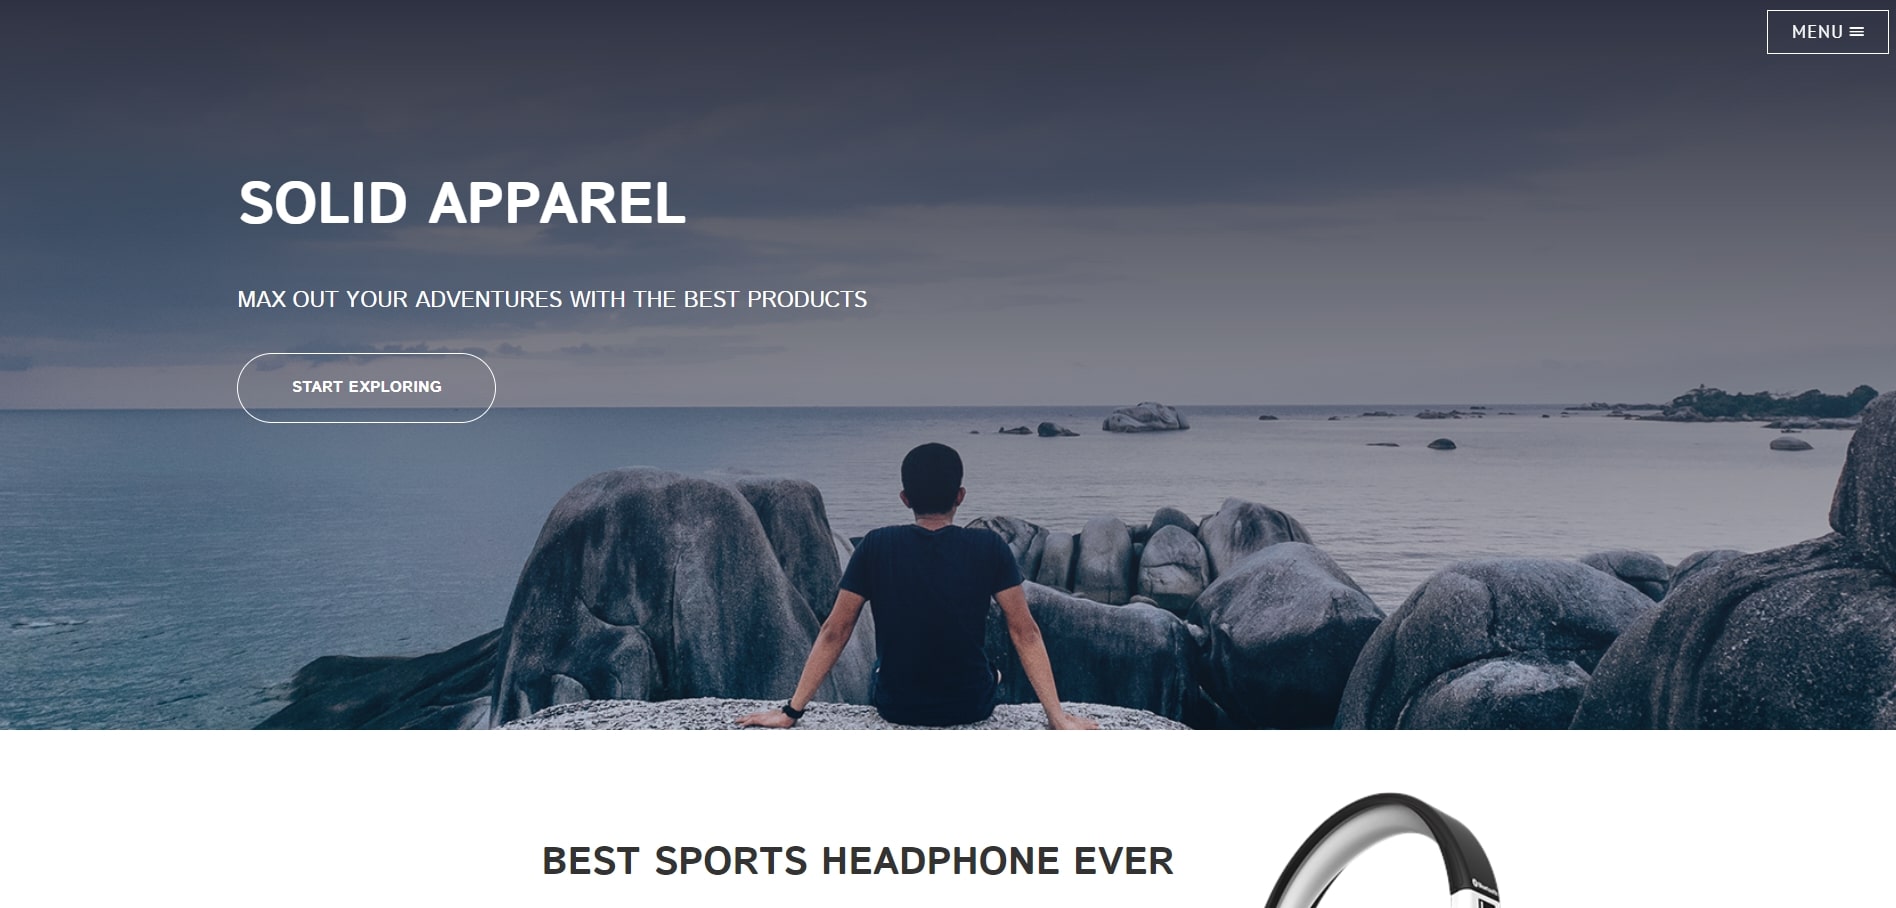 MENU
SOLID APPAREL
MAX OUT YOUR ADVENTURES WITH THE BEST PRODUCTS
START EXPLORING
BEST SPORTS HEADPHONE EVER